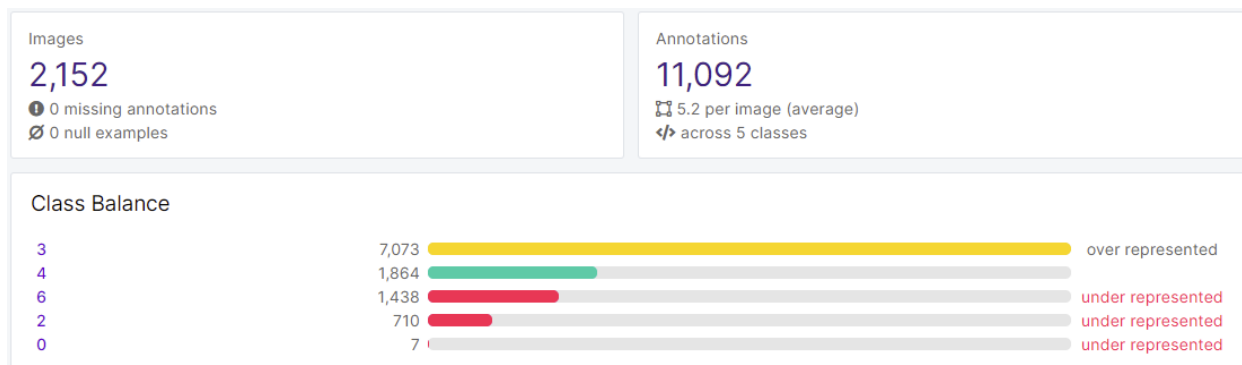 Images
2,152
0 missing annotations
0 null examples
Annotations
11,092
5.2 per image (average)
</> across 5 classes
Class Balance
3 7,073 over represented
4 1,864
6 1,438 under represented
2 710 under represented
0 7 under represented